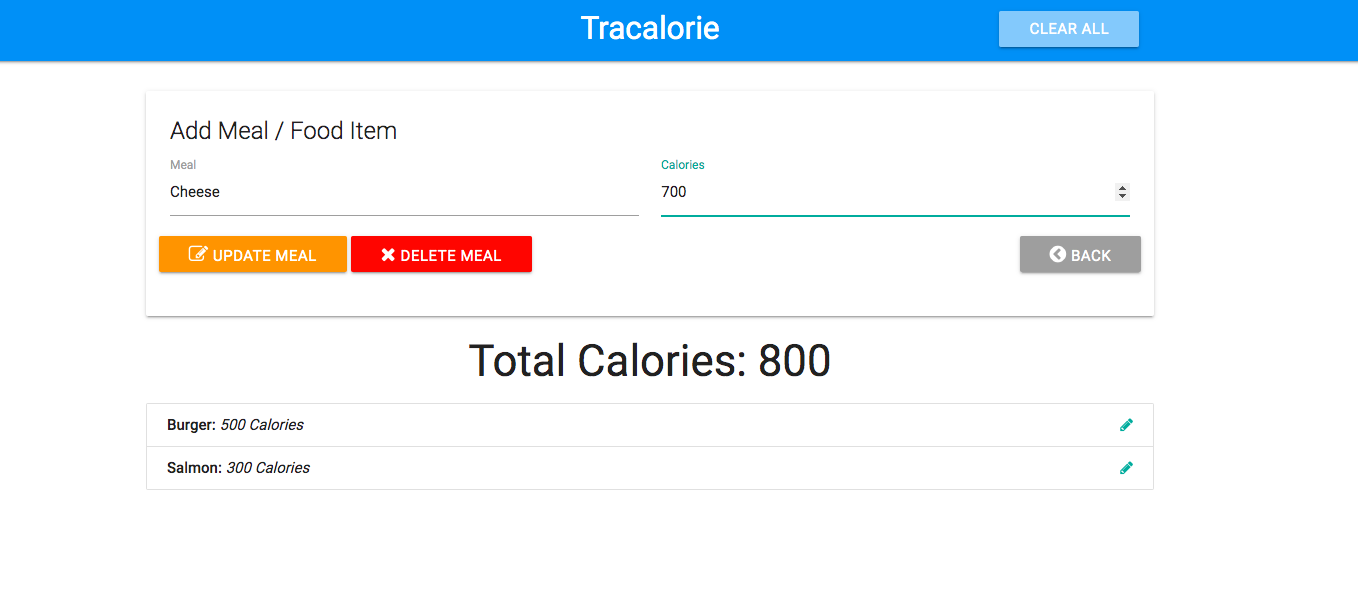 Tracalorie
CLEAR ALL
Add Meal / Food Item
Meal
Calories
Cheese
700
UPDATE MEAL
DELETE MEAL
BACK
Total Calories: 800
Burger: 500 Calories
Salmon: 300 Calories